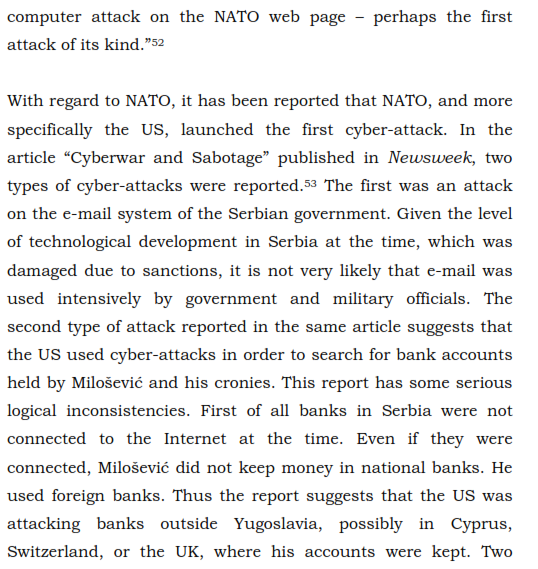 computer attack on the NATO web page – perhaps the first
attack of its kind.”52
With regard to NATO, it has been reported that NATO, and more
specifically the US, launched the first cyber-attack. In the
article “Cyberwar and Sabotage” published in Newsweek, two
types of cyber-attacks were reported.53 The first was an attack
on the e-mail system of the Serbian government. Given the level
of technological development in Serbia at the time, which was
damaged due to sanctions, it is not very likely that e-mail was
used intensively by government and military officials. The
second type of attack reported in the same article suggests that
the US used cyber-attacks in order to search for bank accounts
held by Milošević and his cronies. This report has some serious
logical inconsistencies. First of all banks in Serbia were not
connected to the Internet at the time. Even if they were
connected, Milošević did not keep money in national banks. He
used foreign banks. Thus the report suggests that the US was
attacking banks outside Yugoslavia, possibly in Cyprus,
Switzerland, or the UK, where his accounts were kept. Two